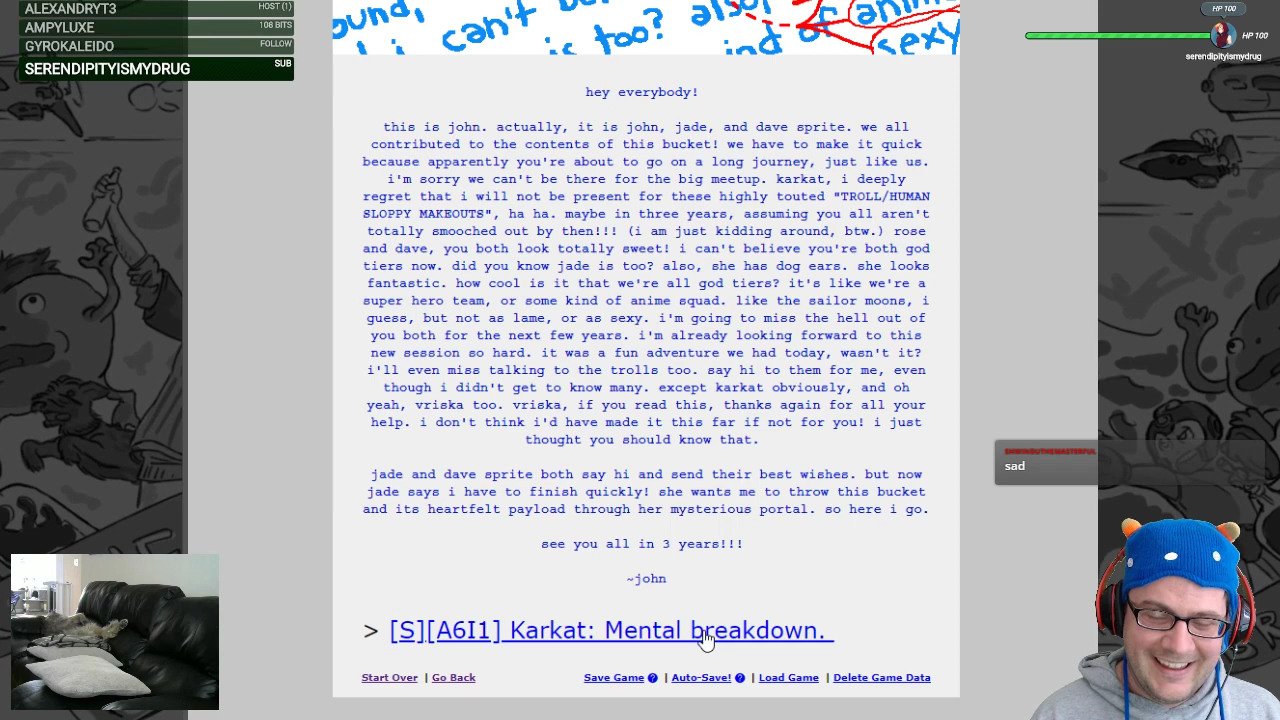 ALEXANDRYT3 HOST (1)
AMPYLUXE 108 BITS
GYROKALEIDO FOLLOW
SERENDIPITYISMYDRUG SUB
ound, can't also of anim
i is too? ind sexy
HP 100
HP 100
serendipityismydrug
hey everybody!
this is john. actually, it is john, jade, and dave sprite. we all
contributed to the contents of this bucket! we have to make it quick
because apparently you're about to go on a long journey, just like us.
i'm sorry we can't be there for the big meetup. karkat, i deeply
regret that i will not be present for these highly touted "TROLL/HUMAN
SLOPPY MAKEOUTS", ha ha. maybe in three years, assuming you all aren't
totally smooched out by then!!! (i am just kidding around, btw.) rose
and dave, you both look totally sweet! i can't believe you're both god
tiers now. did you know jade is too? also, she has dog ears. she looks
fantastic. how cool is it that we're all god tiers? it's like we're a
super hero team, or some kind of anime squad. like the sailor moons, i
guess, but not as lame, or as sexy. i'm going to miss the hell out of
you both for the next few years. i'm already looking forward to this
new session so hard. it was a fun adventure we had today, wasn't it?
i'll even miss talking to the trolls too. say hi to them for me, even
though i didn't get to know many. except karkat obviously, and oh
yeah, vriska too. vriska, if you read this, thanks again for all your
help. i don't think i'd have made it this far if not for you! i just
thought you should know that.
jade and dave sprite both say hi and send their best wishes. but now
jade says i have to finish quickly! she wants me to throw this bucket
and its heartfelt payload through her mysterious portal. so here i go.
see you all in 3 years!!!
~john
> [S][A6I1] Karkat: Mental breakdown.
Start Over | Go Back Save Game ? | Auto-Save! ? | Load Game | Delete Game Data
sad